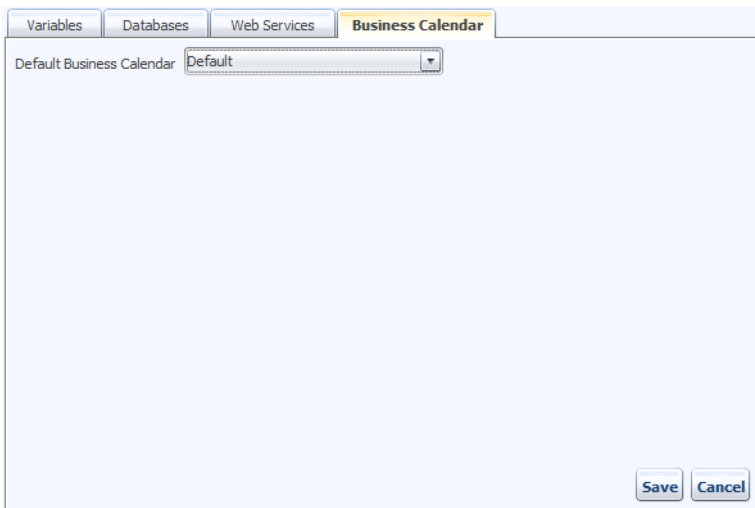 Variables Databases Web Services Business Calendar
Default Business Calendar Default
Save Cancel